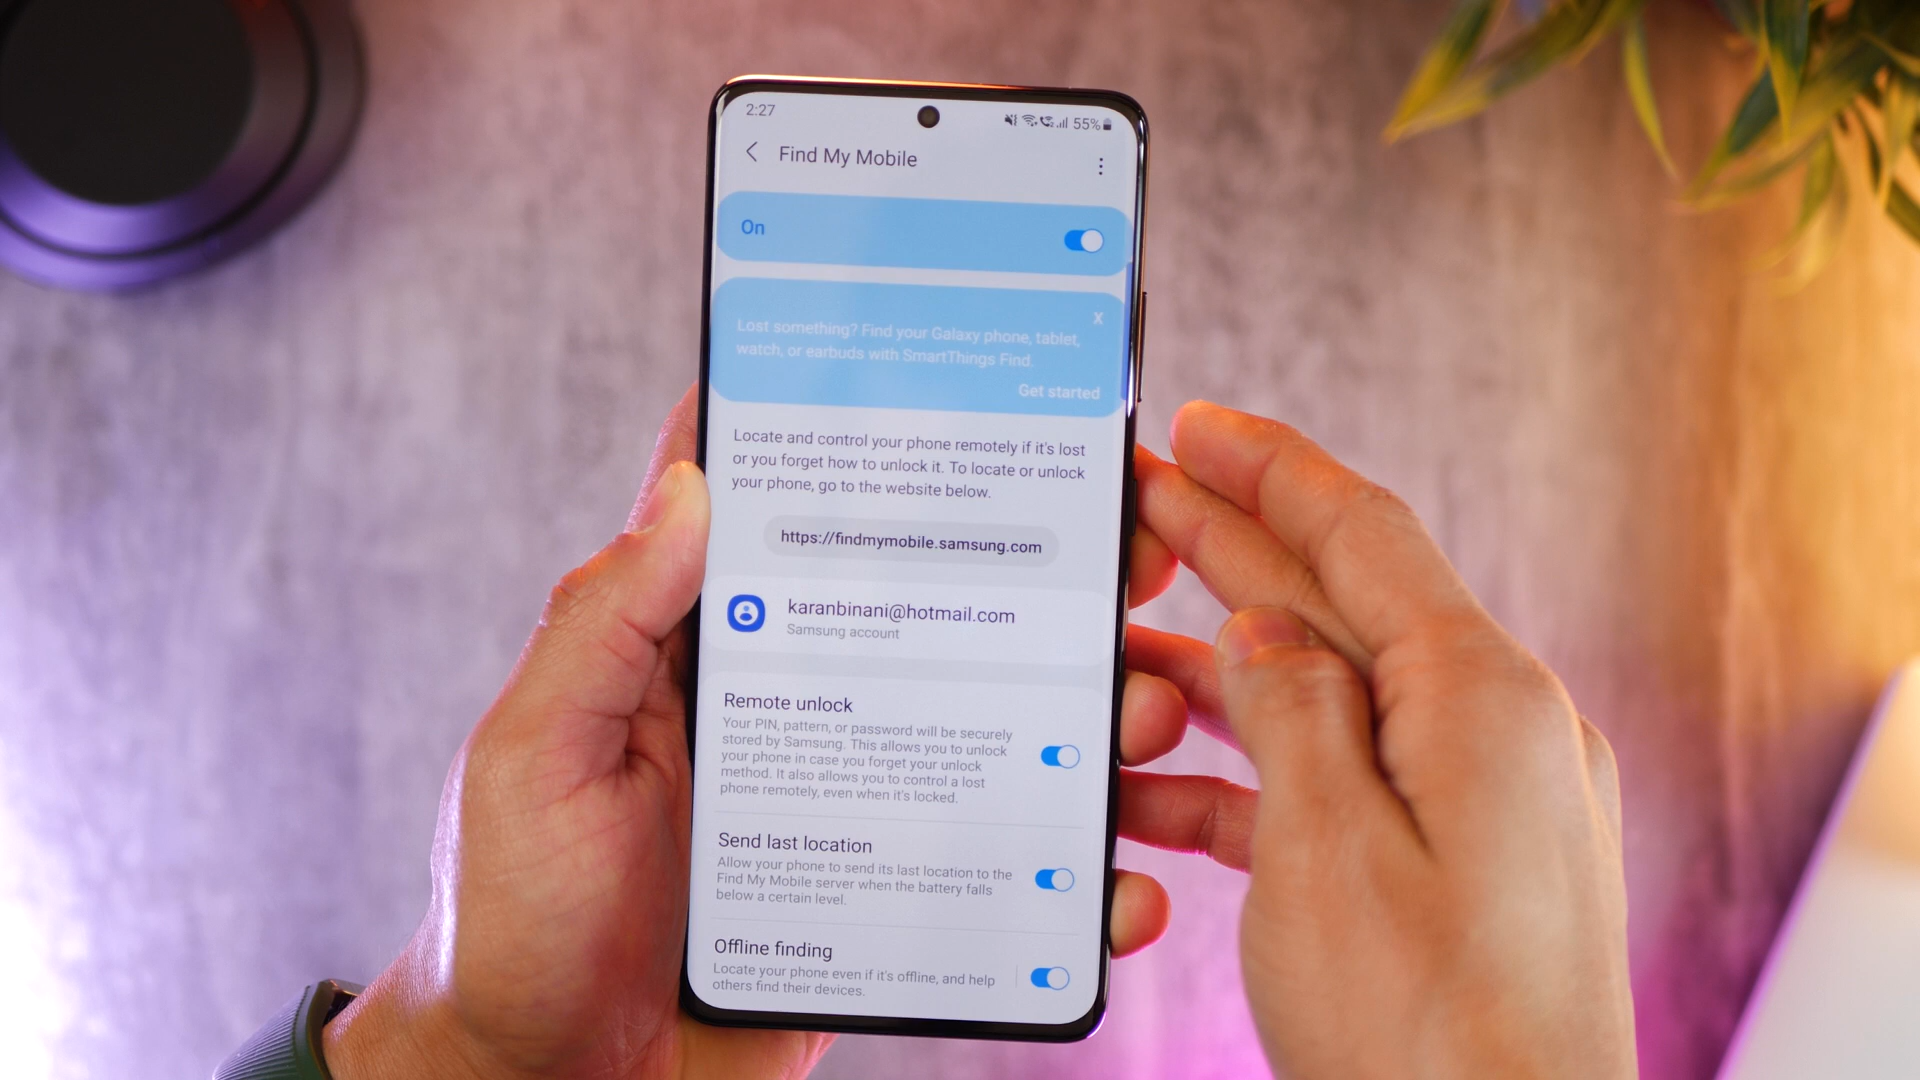 2:27
55%
Find My Mobile
On
X
Lost something? Find your Galaxy phone, tablet,
watch, or earbuds with SmartThings Find.
Get started
Locate and control your phone remotely if it's lost
or you forget how to unlock it. To locate or unlock
your phone, go to the website below.
https://findmymobile.samsung.com
karanbinani@hotmail.com
Samsung account
Remote unlock
Your PIN, pattern, or password will be securely
stored by Samsung. This allows you to unlock
your phone in case you forget your unlock
method. It also allows you to control a lost
phone remotely, even when it's locked.
Send last location
Allow your phone to send its last location to the
Find My Mobile server when the battery falls
below a certain level.
Offline finding
Locate your phone even if it's offline, and help
others find their devices.